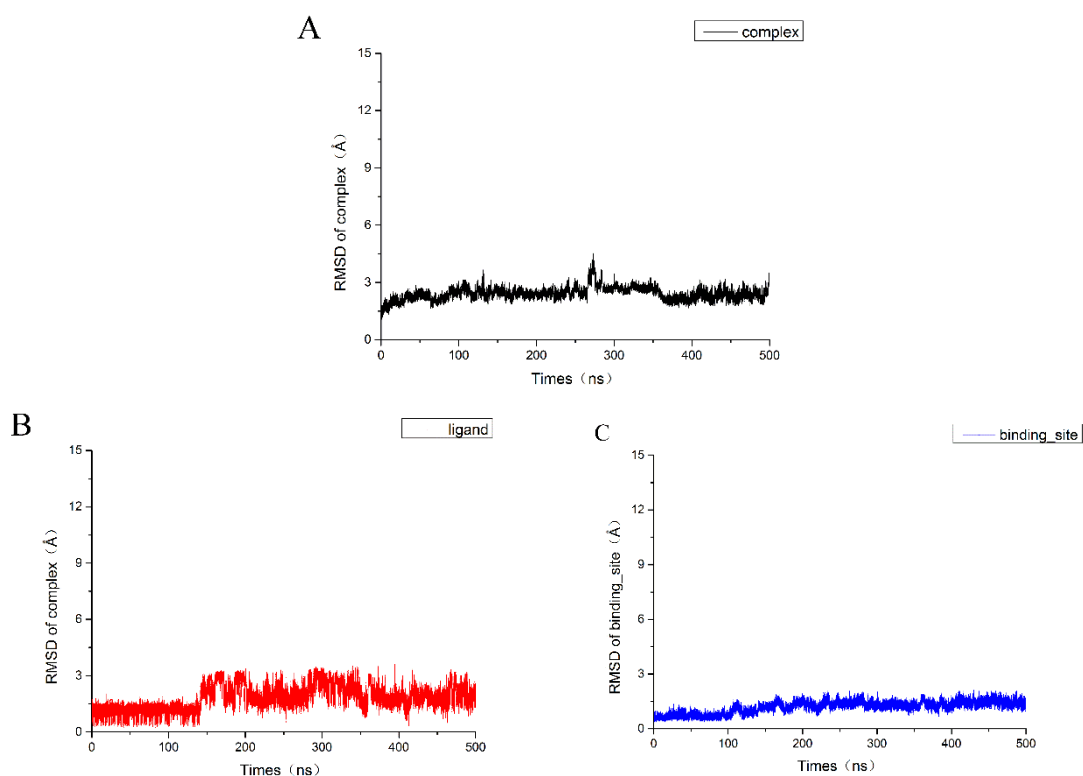 A
complex
15
12
9
6
3
0
RMSD of complex（Å）
0 100 200 300 400 500
Times（ns）
B
ligand
15
12
9
6
3
0
RMSD of complex（Å）
0 100 200 300 400 500
Times（ns）
C
binding_site
15
12
9
6
3
0
RMSD of binding_site（Å）
0 100 200 300 400 500
Times（ns）